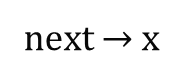 next → x